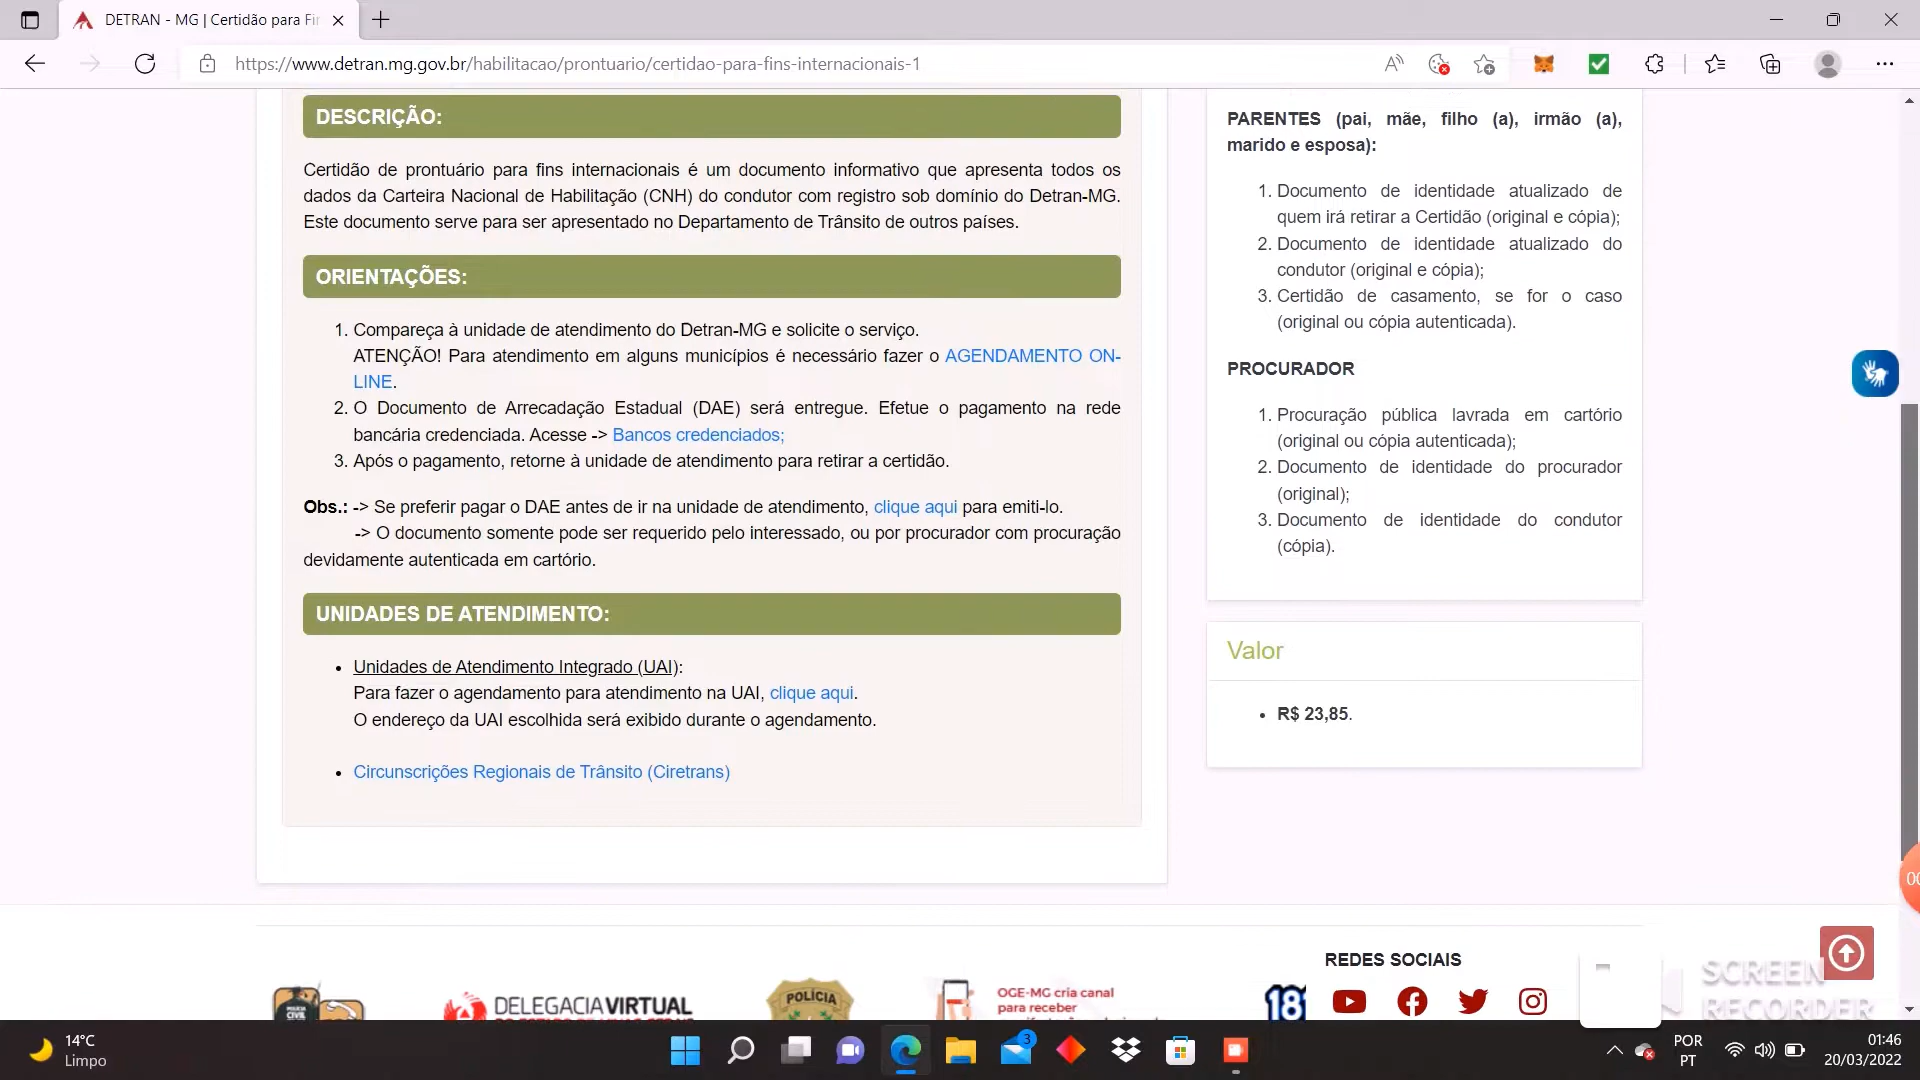 DETRAN - MG | Certidão para Fin
https://www.detran.mg.gov.br/habilitacao/prontuario/certidao-para-fins-internacionais-1
DESCRIÇÃO:
Certidão de prontuário para fins internacionais é um documento informativo que apresenta todos os
dados da Carteira Nacional de Habilitação (CNH) do condutor com registro sob domínio do Detran-MG.
Este documento serve para ser apresentado no Departamento de Trânsito de outros países.
ORIENTAÇÕES:
1. Compareça à unidade de atendimento do Detran-MG e solicite o serviço.
ATENÇÃO! Para atendimento em alguns municípios é necessário fazer o AGENDAMENTO ON-
LINE.
2. O Documento de Arrecadação Estadual (DAE) será entregue. Efetue o pagamento na rede
bancária credenciada. Acesse -> Bancos credenciados;
3. Após o pagamento, retorne à unidade de atendimento para retirar a certidão.
Obs.: -> Se preferir pagar o DAE antes de ir na unidade de atendimento, clique aqui para emiti-lo.
-> O documento somente pode ser requerido pelo interessado, ou por procurador com procuração
devidamente autenticada em cartório.
UNIDADES DE ATENDIMENTO:
• Unidades de Atendimento Integrado (UAI):
Para fazer o agendamento para atendimento na UAI, clique aqui.
O endereço da UAI escolhida será exibido durante o agendamento.
• Circunscrições Regionais de Trânsito (Ciretrans)
PARENTES (pai, mãe, filho (a), irmão (a),
marido e esposa):
1. Documento de identidade atualizado de
quem irá retirar a Certidão (original e cópia);
2. Documento de identidade atualizado do
condutor (original e cópia);
3. Certidão de casamento, se for o caso
(original ou cópia autenticada).
PROCURADOR
1. Procuração pública lavrada em cartório
(original ou cópia autenticada);
2. Documento de identidade do procurador
(original);
3. Documento de identidade do condutor
(cópia).
Valor
• R$ 23,85.
00
REDES SOCIAIS
DELEGACIA VIRTUAL
POLÍCIA
OGE-MG cria canal
para receber
181
SCREEN
RECORDER
14°C
Limpo
3
POR
PT
01:46
20/03/2022